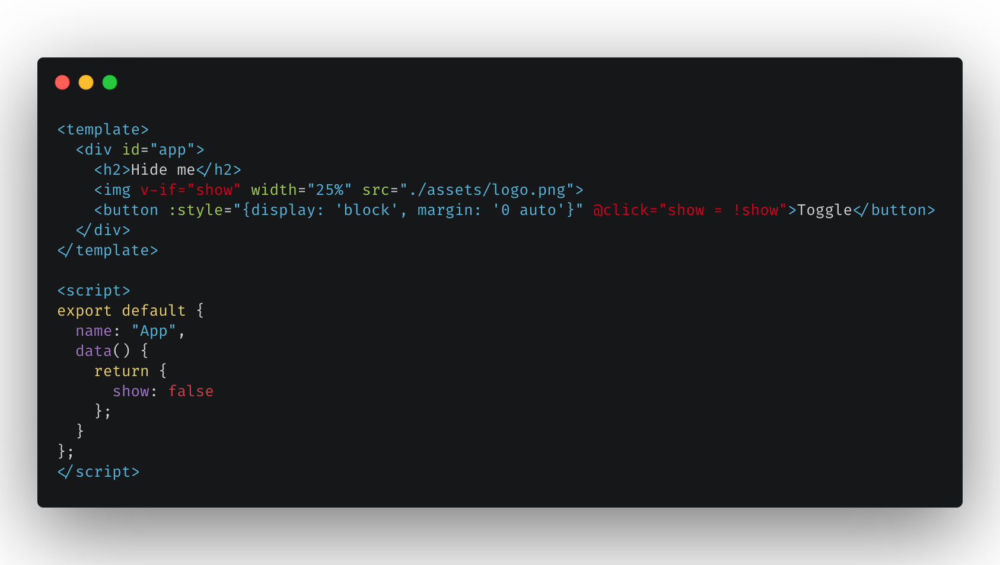 <template>
  <div id="app">
    <h2>Hide me</h2>
    <img v-if="show" width="25%" src="./assets/logo.png">
    <button :style="{display: 'block', margin: '0 auto'}" @click="show = !show">Toggle</button>
  </div>
</template>

<script>
export default {
  name: "App",
  data() {
    return {
      show: false
    };
  }
};
</script>